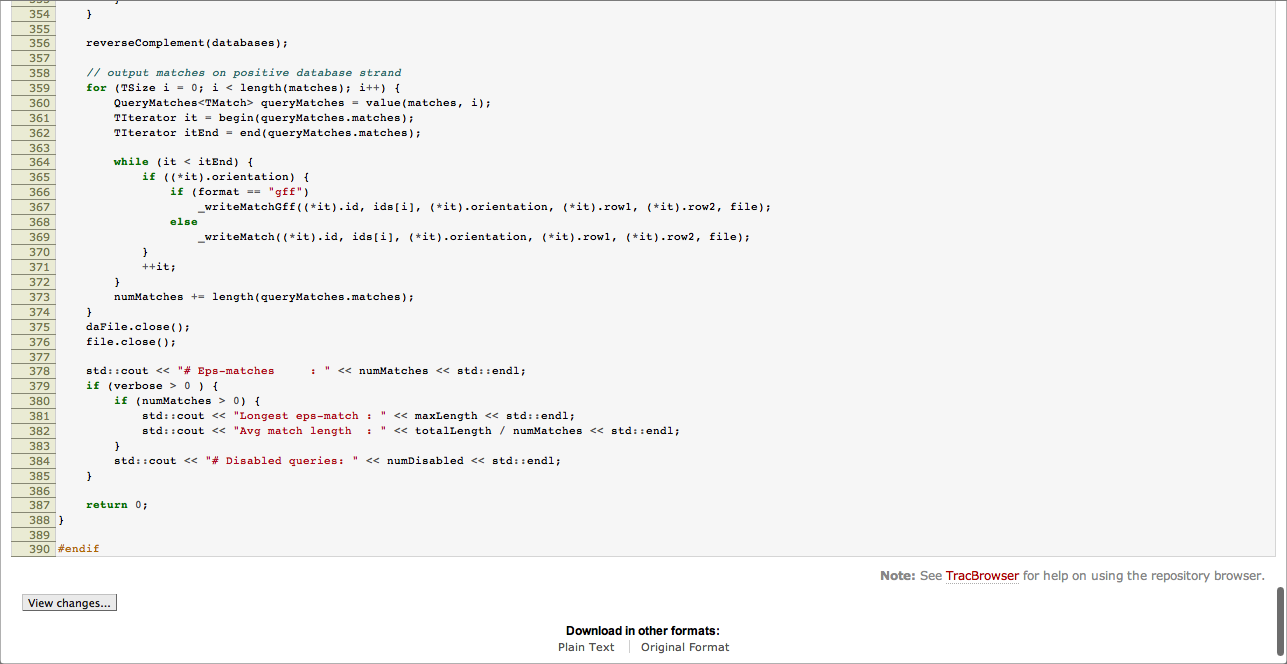 354 }
355
356 reverseComplement(databases);
357
358 // output matches on positive database strand
359 for (TSize i = 0; i < length(matches); i++) {
360 QueryMatches<TMatch> queryMatches = value(matches, i);
361 TIterator it = begin(queryMatches.matches);
362 TIterator itEnd = end(queryMatches.matches);
363
364 while (it < itEnd) {
365 if ((*it).orientation) {
366 if (format == "gff")
367 _writeMatchGff((*it).id, ids[i], (*it).orientation, (*it).row1, (*it).row2, file);
368 else
369 _writeMatch((*it).id, ids[i], (*it).orientation, (*it).row1, (*it).row2, file);
370 }
371 ++it;
372 }
373 numMatches += length(queryMatches.matches);
374 }
375 daFile.close();
376 file.close();
377
378 std::cout << "# Eps-matches     : " << numMatches << std::endl;
379 if (verbose > 0 ) {
380 if (numMatches > 0) {
381 std::cout << "Longest eps-match : " << maxLength << std::endl;
382 std::cout << "Avg match length  : " << totalLength / numMatches << std::endl;
383 }
384 std::cout << "# Disabled queries: " << numDisabled << std::endl;
385 }
386
387 return 0;
388 }
389
390 #endif
Note: See TracBrowser for help on using the repository browser.
View changes...
Download in other formats:
Plain Text
Original Format